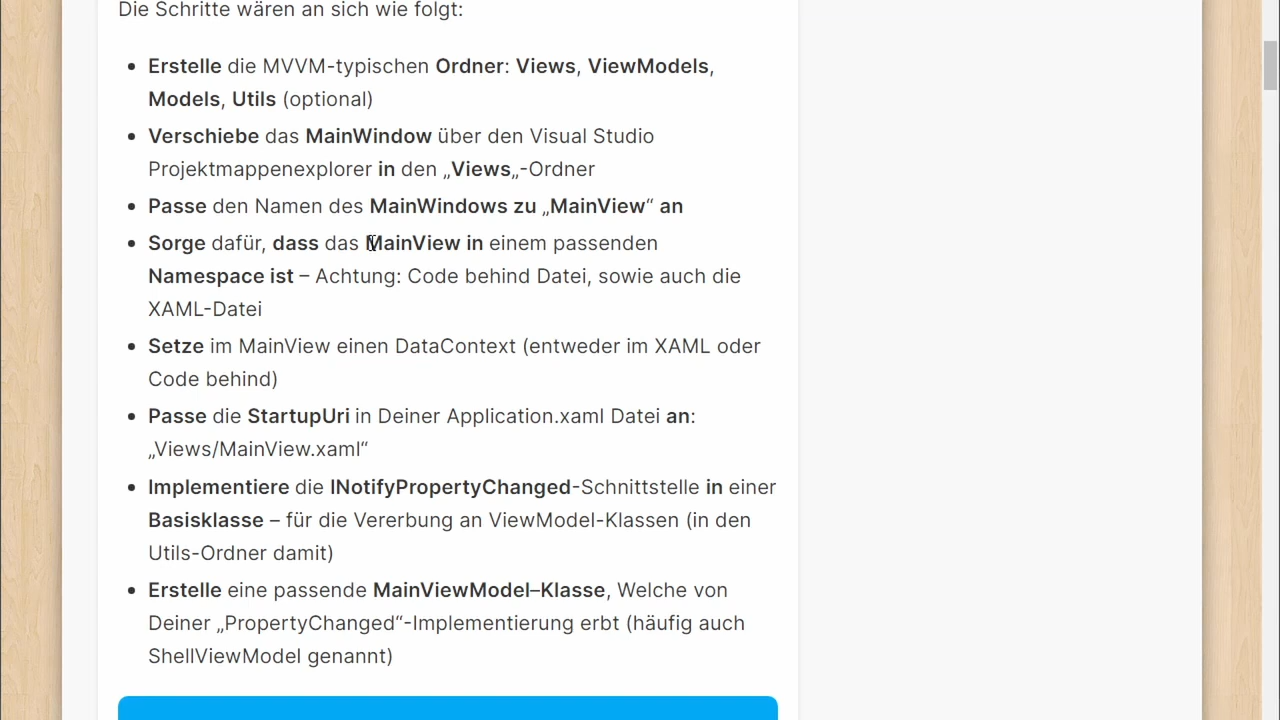 Die Schritte wären an sich wie folgt:
Erstelle die MVVM-typischen Ordner: Views, ViewModels,
Models, Utils (optional)
Verschiebe das MainWindow über den Visual Studio
Projektmappenexplorer in den „Views„-Ordner
Passe den Namen des MainWindows zu „MainView“ an
Sorge dafür, dass das MainView in einem passenden
Namespace ist – Achtung: Code behind Datei, sowie auch die
XAML-Datei
Setze im MainView einen DataContext (entweder im XAML oder
Code behind)
Passe die StartupUri in Deiner Application.xaml Datei an:
„Views/MainView.xaml“
Implementiere die INotifyPropertyChanged-Schnittstelle in einer
Basisklasse – für die Vererbung an ViewModel-Klassen (in den
Utils-Ordner damit)
Erstelle eine passende MainViewModel–Klasse, Welche von
Deiner „PropertyChanged“-Implementierung erbt (häufig auch
ShellViewModel genannt)